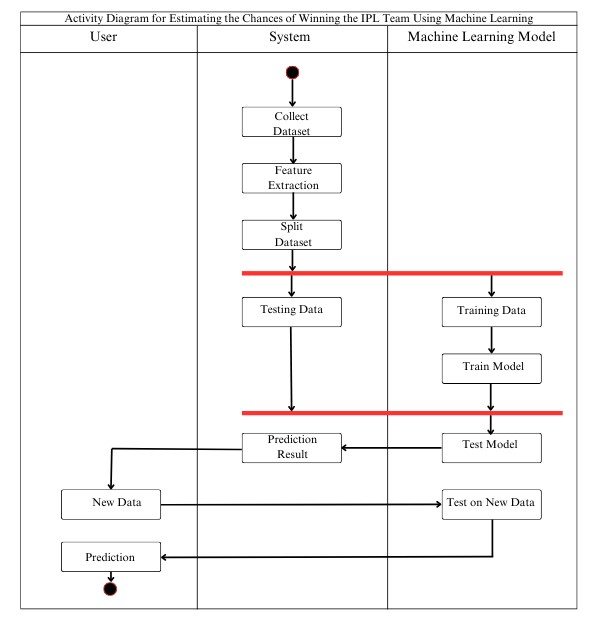 Activity Diagram for Estimating the Chances of Winning the IPL Team Using Machine Learning
User
System
Machine Learning Model
Collect
Dataset
Feature
Extraction
Split
Dataset
Testing Data
Training Data
Train Model
Prediction
Result
Test Model
New Data
Test on New Data
Prediction